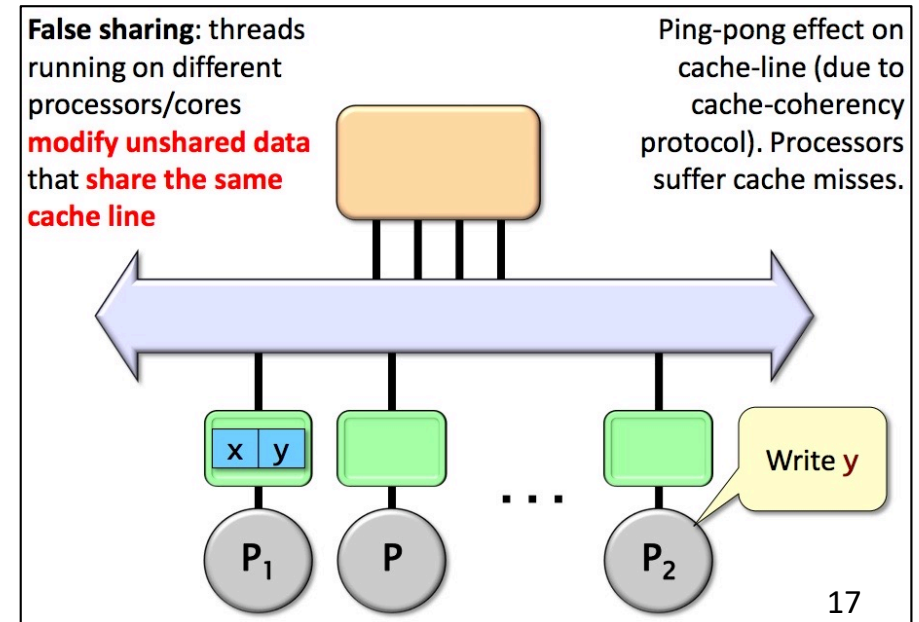 False sharing: threads
running on different
processors/cores
modify unshared data
that share the same
cache line
Ping-pong effect on
cache-line (due to
cache-coherency
protocol). Processors
suffer cache misses.
x y
Write y
...
P₁ P P₂
17